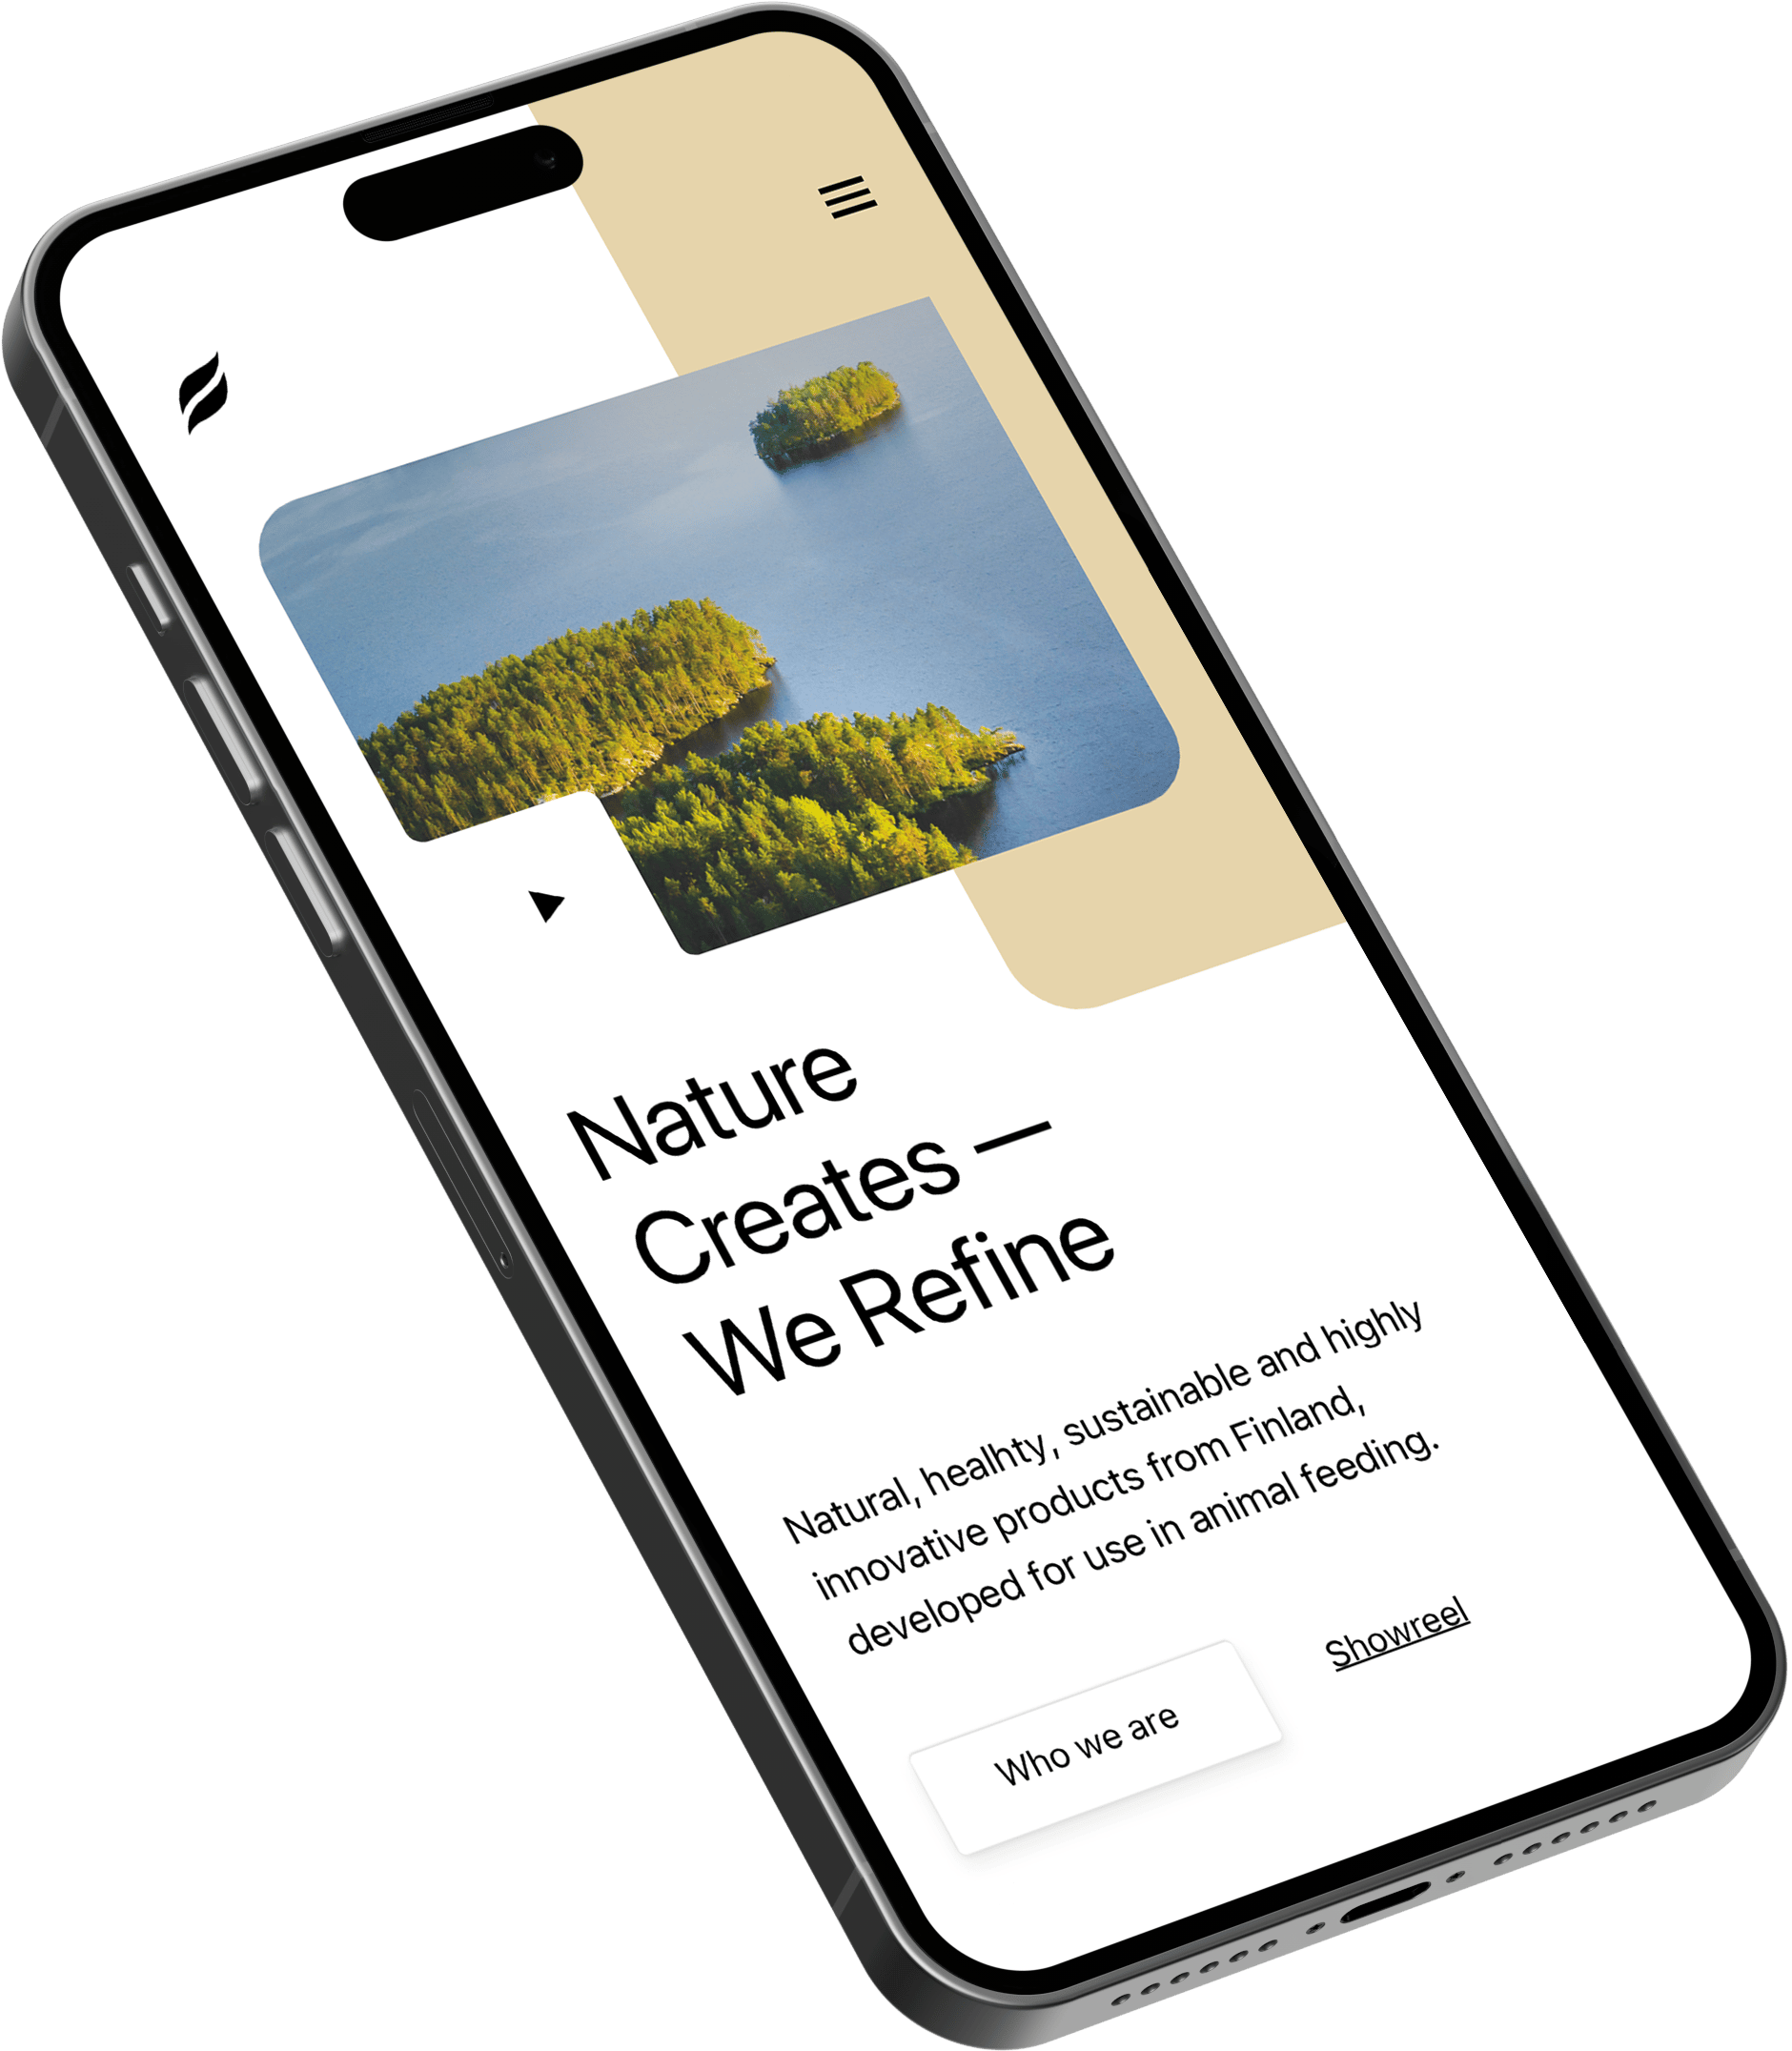 Nature
Creates —
We Refine
Natural, healhty, sustainable and highly
innovative products from Finland,
developed for use in animal feeding.
Who we are
Showreel